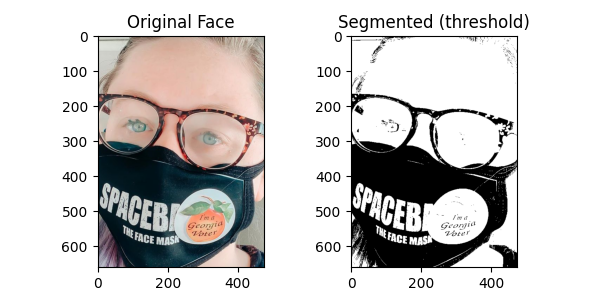 Original Face
Segmented (threshold)
0
100
200
300
400
500
600
0
200
400
0
100
200
300
400
500
600
0
200
400
SPACEBA
THE FACE MASK
I'm a
Georgia
Voter
SPACEBA
THE FACE MASK
I'm a
Georgia
Voter